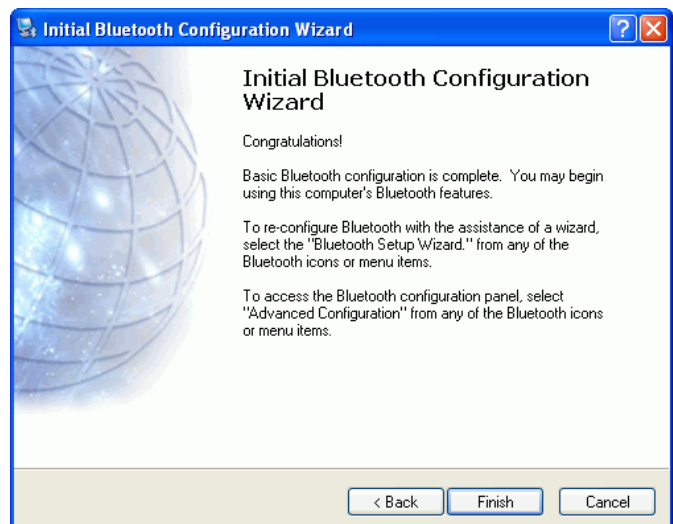 Initial Bluetooth Configuration Wizard
Initial Bluetooth Configuration
Wizard
Congratulations!
Basic Bluetooth configuration is complete.  You may begin
using this computer's Bluetooth features.
To re-configure Bluetooth with the assistance of a wizard,
select the "Bluetooth Setup Wizard." from any of the
Bluetooth icons or menu items.
To access the Bluetooth configuration panel, select
"Advanced Configuration" from any of the Bluetooth icons
or menu items.
< Back Finish Cancel